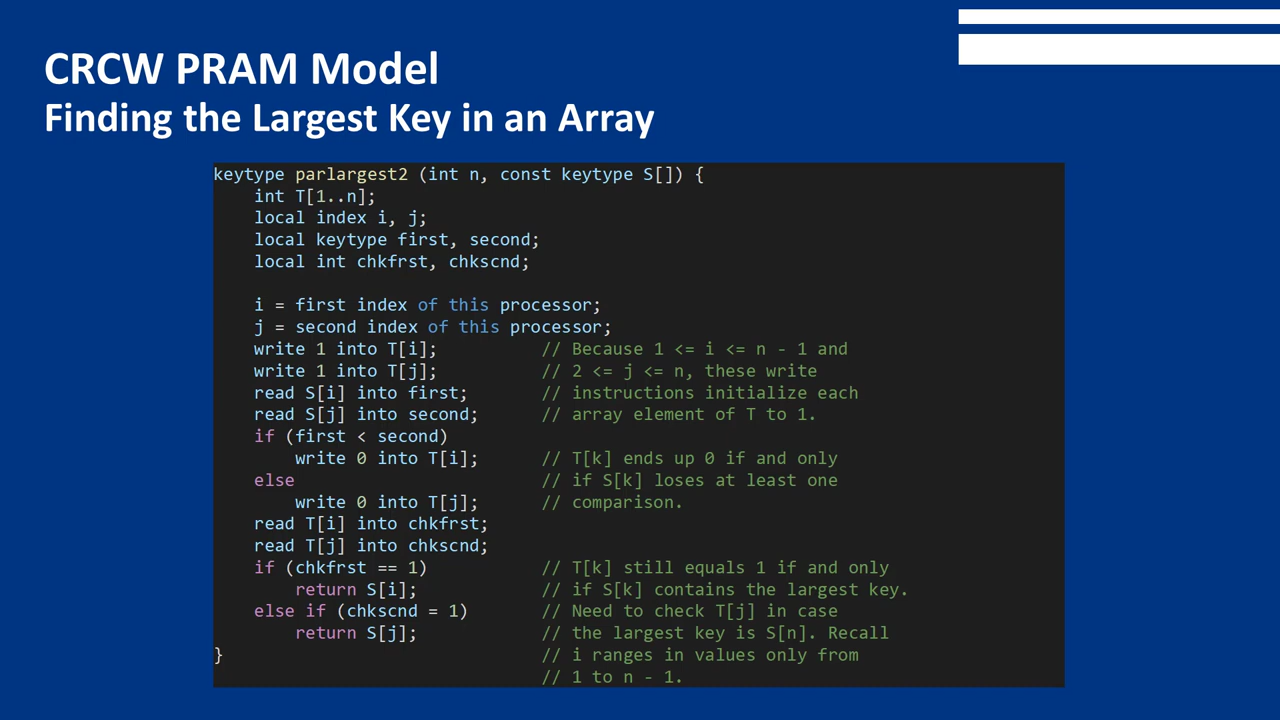 CRCW PRAM Model
Finding the Largest Key in an Array
keytype parlargest2 (int n, const keytype S[]) {
    int T[1..n];
    local index i, j;
    local keytype first, second;
    local int chkfrst, chkscnd;
    i = first index of this processor;
    j = second index of this processor;
    write 1 into T[i];          // Because 1 <= i <= n - 1 and
    write 1 into T[j];          // 2 <= j <= n, these write
    read S[i] into first;       // instructions initialize each
    read S[j] into second;      // array element of T to 1.
    if (first < second)
        write 0 into T[i];      // T[k] ends up 0 if and only
    else                        // if S[k] loses at least one
        write 0 into T[j];      // comparison.
    read T[i] into chkfrst;
    read T[j] into chkscnd;
    if (chkfrst == 1)           // T[k] still equals 1 if and only
        return S[i];            // if S[k] contains the largest key.
    else if (chkscnd = 1)       // Need to check T[j] in case
        return S[j];            // the largest key is S[n]. Recall
}                               // i ranges in values only from
                                // 1 to n - 1.